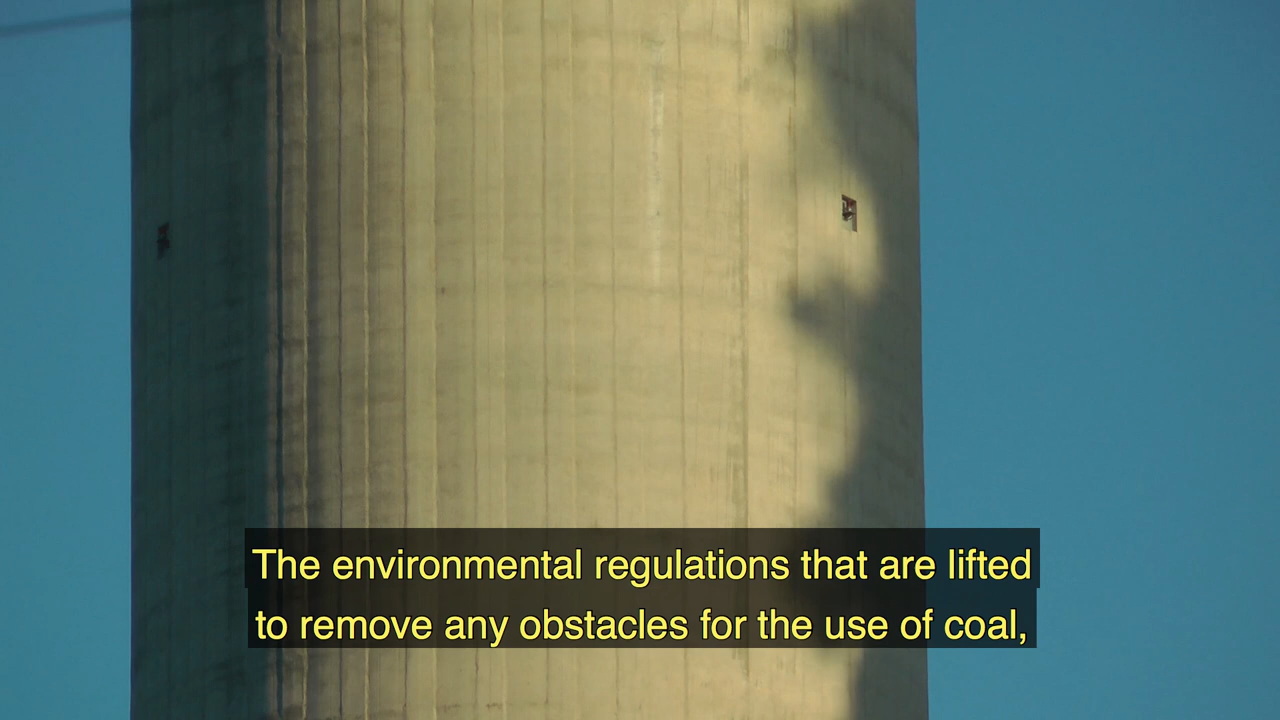 The environmental regulations that are lifted
to remove any obstacles for the use of coal,